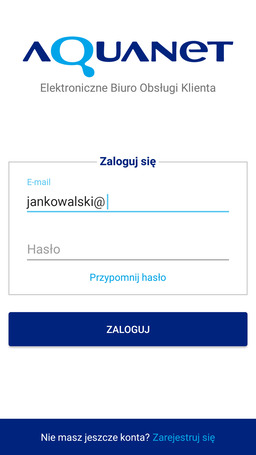 AQUANET
Elektroniczne Biuro Obsługi Klienta
Zaloguj się
E-mail
jankowalski@
Hasło
Przypomnij hasło
ZALOGUJ
Nie masz jeszcze konta? Zarejestruj się